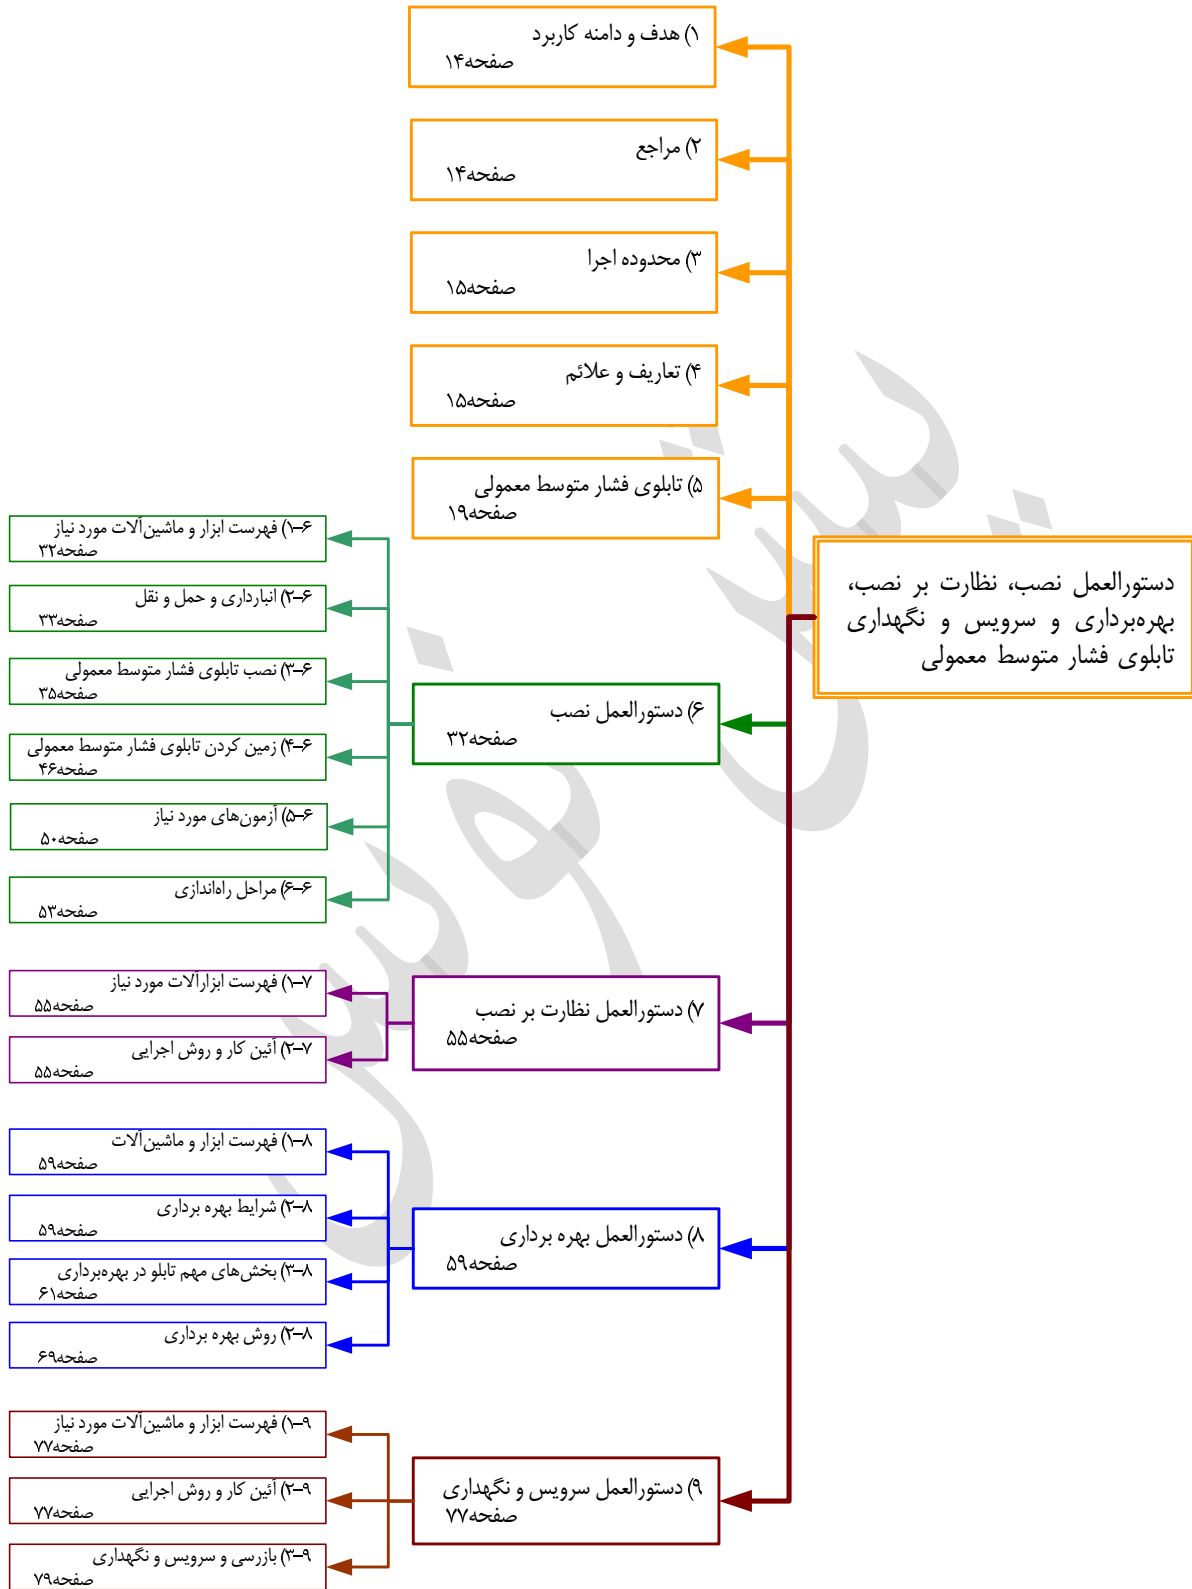 دستورالعمل نصب، نظارت بر نصب،
بهره‌برداری و سرویس و نگهداری
تابلوی فشار متوسط معمولی
۱) هدف و دامنه کاربرد
صفحه۱۴
۲) مراجع
صفحه۱۴
۳) محدوده اجرا
صفحه۱۵
۴) تعاریف و علائم
صفحه۱۵
۵) تابلوی فشار متوسط معمولی
صفحه۱۹
۶) دستورالعمل نصب
صفحه۳۲
۶-۱) فهرست ابزار و ماشین‌آلات مورد نیاز
صفحه۳۲
۶-۲) انبارداری و حمل و نقل
صفحه۳۳
۶-۳) نصب تابلوی فشار متوسط معمولی
صفحه۳۵
۶-۴) زمین کردن تابلوی فشار متوسط معمولی
صفحه۴۶
۶-۵) آزمون‌های مورد نیاز
صفحه۵۰
۶-۶) مراحل راه‌اندازی
صفحه۵۳
۷) دستورالعمل نظارت بر نصب
صفحه۵۵
۷-۱) فهرست ابزارآلات مورد نیاز
صفحه۵۵
۷-۲) آئین کار و روش اجرایی
صفحه۵۵
۸) دستورالعمل بهره برداری
صفحه۵۹
۸-۱) فهرست ابزار و ماشین‌آلات
صفحه۵۹
۸-۲) شرایط بهره برداری
صفحه۵۹
۸-۳) بخش‌های مهم تابلو در بهره‌برداری
صفحه۶۱
۸-۲) روش بهره برداری
صفحه۶۹
۹) دستورالعمل سرویس و نگهداری
صفحه۷۷
۹-۱) فهرست ابزار و ماشین‌آلات مورد نیاز
صفحه۷۷
۹-۲) آئین کار و روش اجرایی
صفحه۷۷
۹-۳) بازرسی و سرویس و نگهداری
صفحه۷۹
پیش نویس